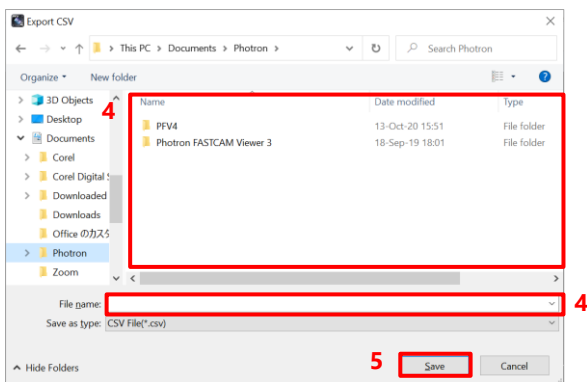 Export CSV
This PC > Documents > Photron >
Search Photron
Organize
New folder
3D Objects
4
Desktop
Documents
Corel
Corel Digital S
Downloaded
Downloads
Office のカスタ
Photron
Zoom
Name
Date modified
Type
PFV4
13-Oct-20 15:51
File folder
Photron FASTCAM Viewer 3
18-Sep-19 18:01
File folder
File name:
4
Save as type: CSV File(*.csv)
Hide Folders
5
Save
Cancel